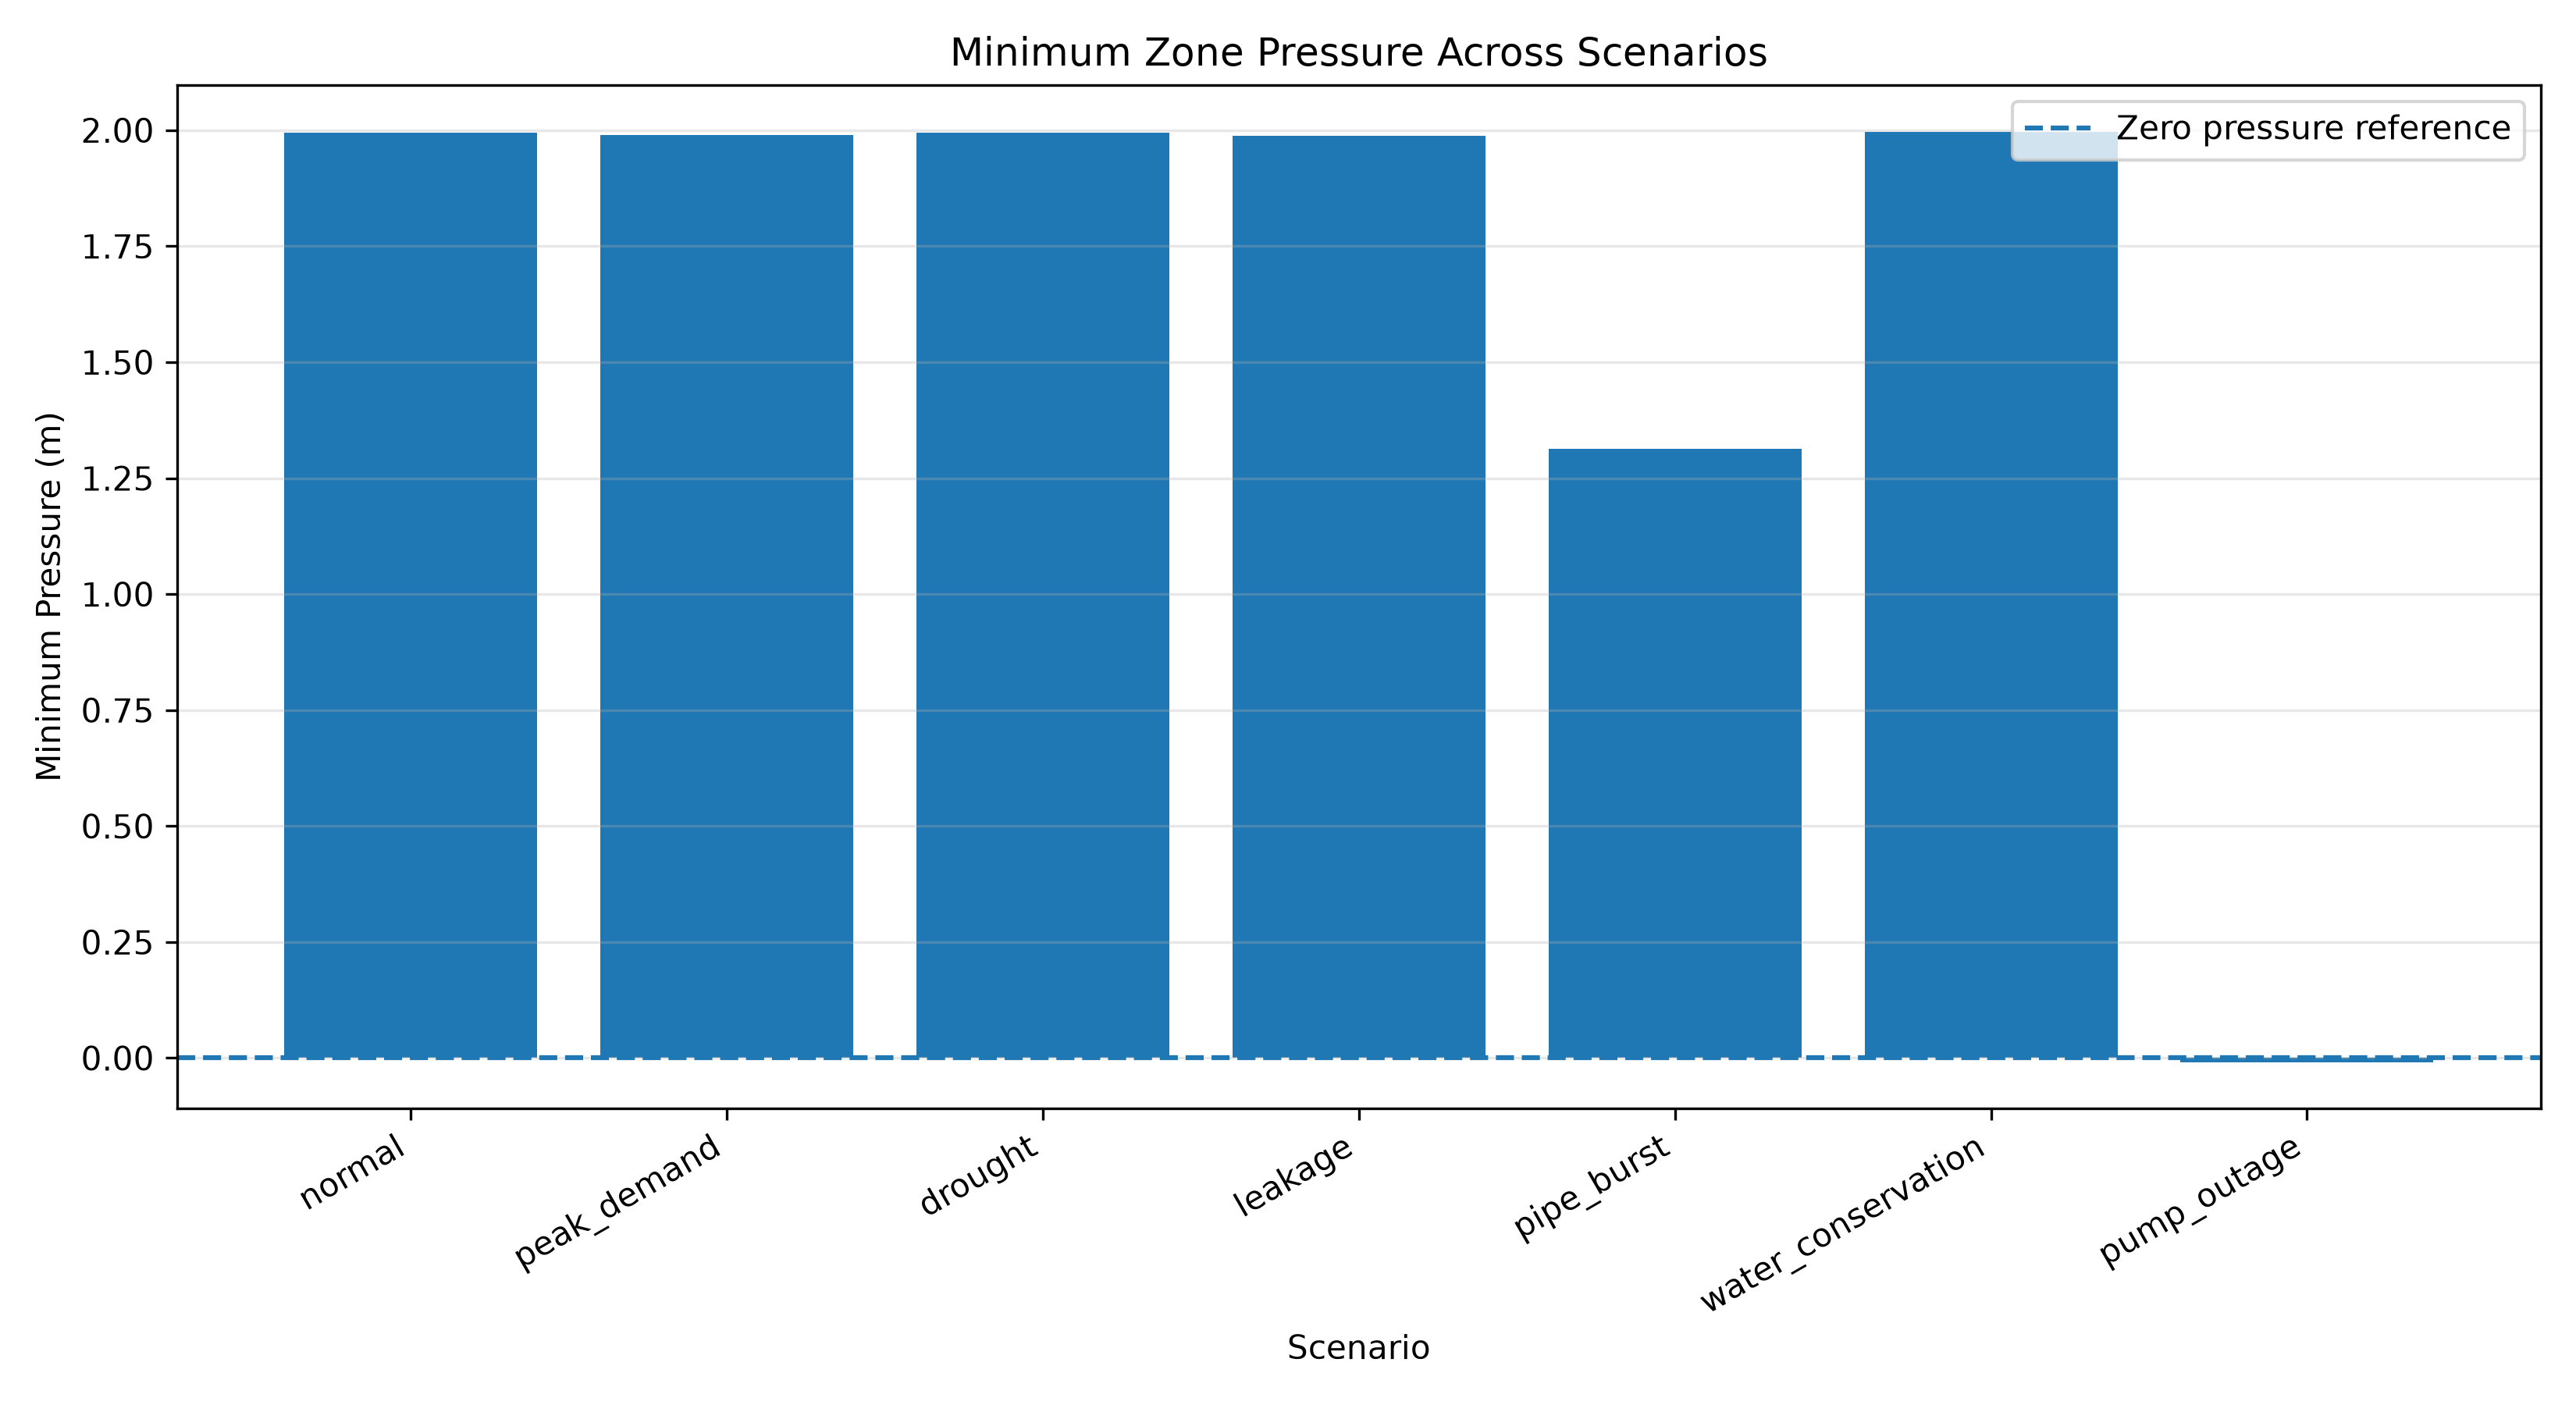 Minimum Zone Pressure Across Scenarios
Zero pressure reference
Minimum Pressure (m)
2.00
1.75
1.50
1.25
1.00
0.75
0.50
0.25
0.00
normal
peak_demand
drought
leakage
pipe_burst
water_conservation
pump_outage
Scenario